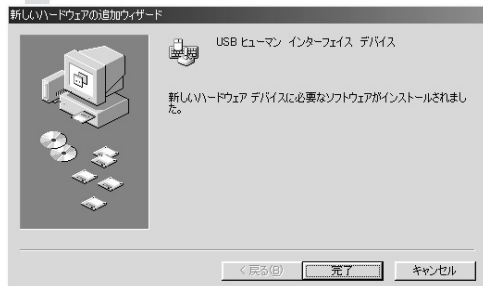 新しいハードウェアの追加ウィザード
USB ヒューマン インターフェイス デバイス
新しいハードウェア デバイスに必要なソフトウェアがインストールされまし
た。
< 戻る(B)
完了
キャンセル